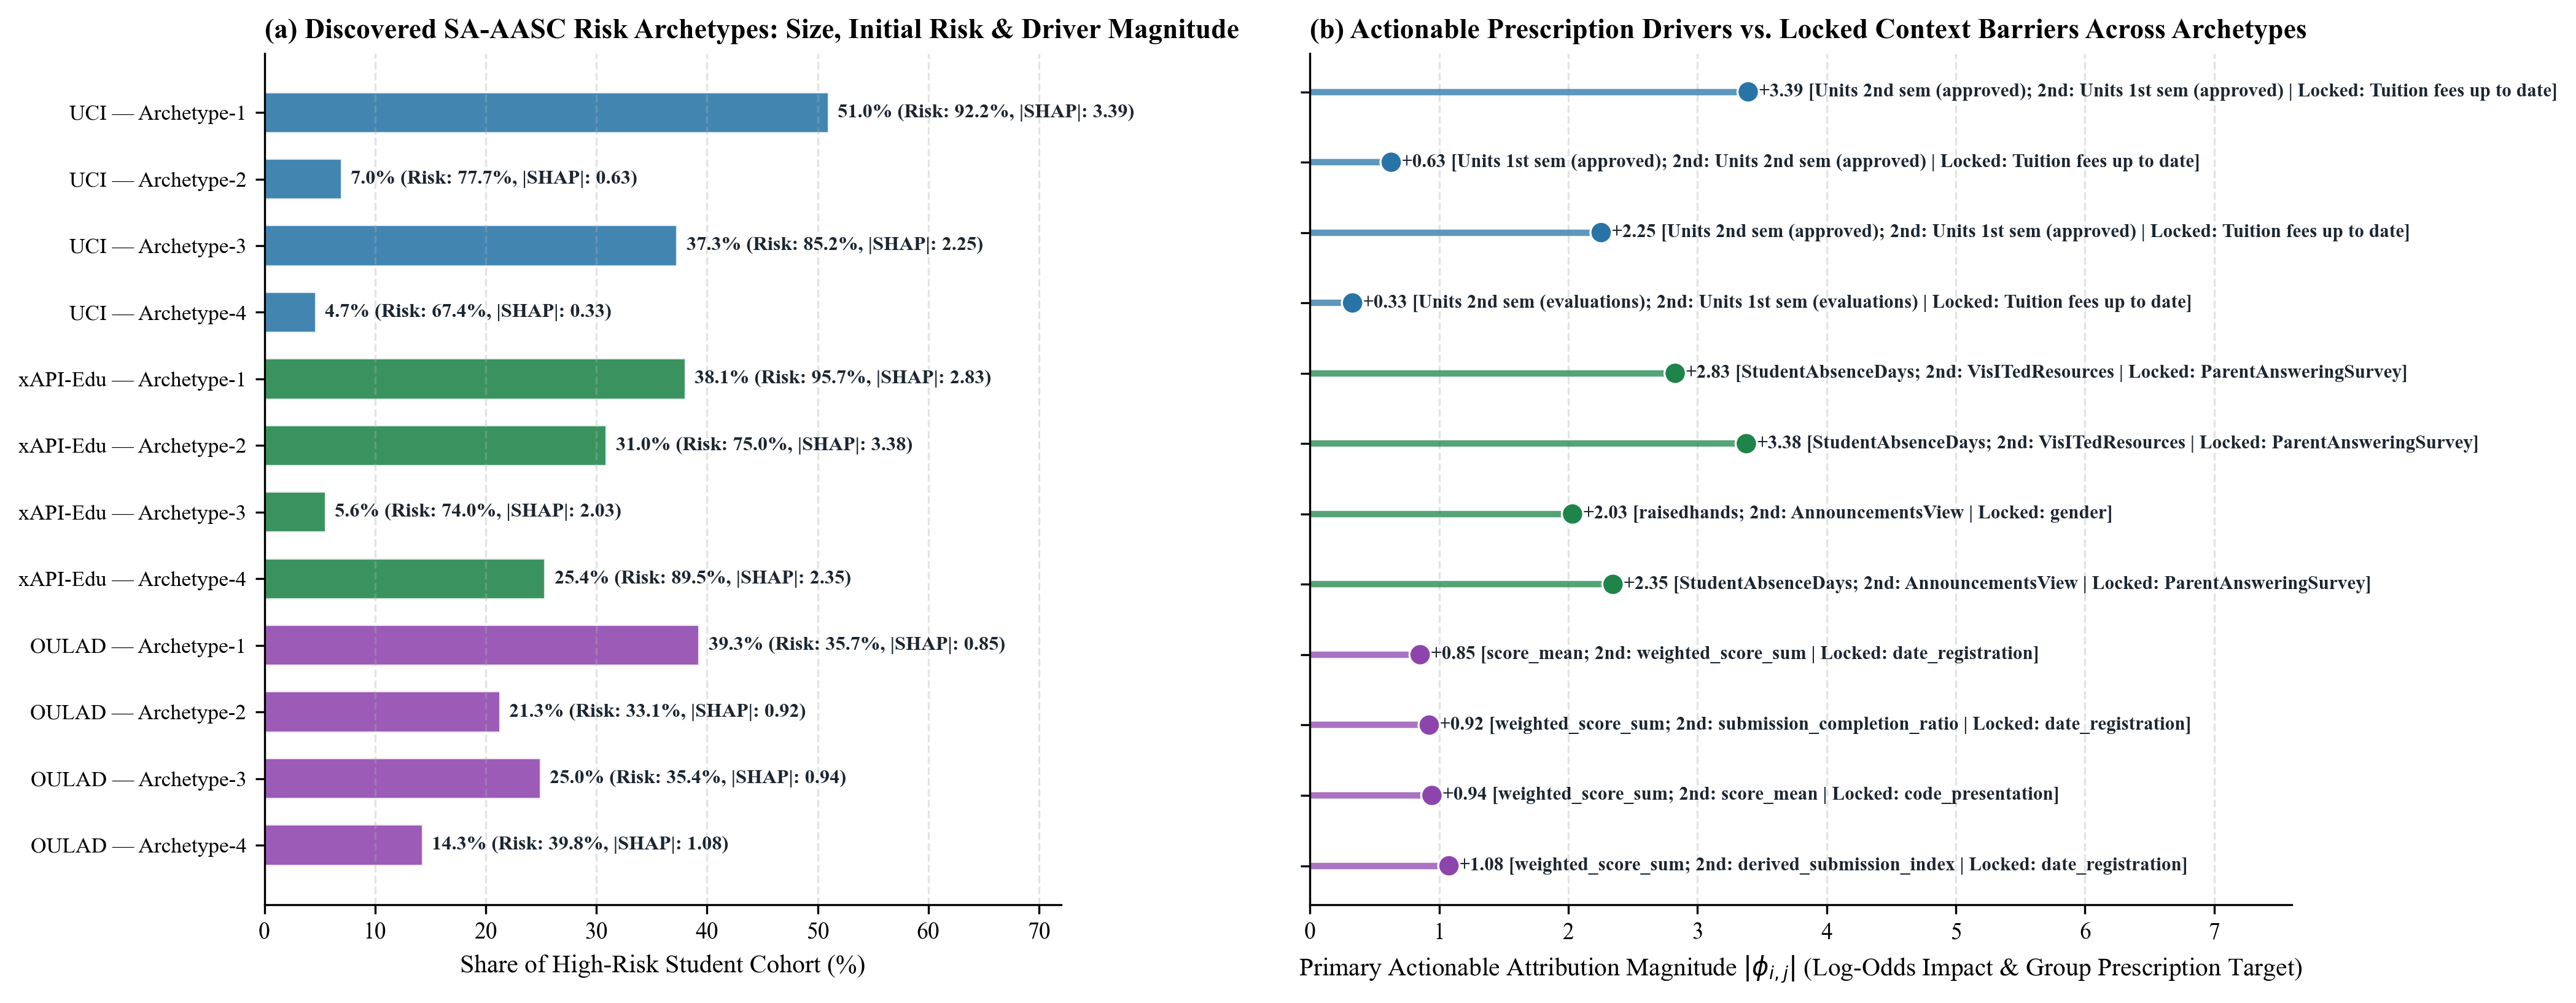 (a) Discovered SA-AASC Risk Archetypes: Size, Initial Risk & Driver Magnitude
UCI — Archetype-1
51.0% (Risk: 92.2%, |SHAP|: 3.39)
UCI — Archetype-2
7.0% (Risk: 77.7%, |SHAP|: 0.63)
UCI — Archetype-3
37.3% (Risk: 85.2%, |SHAP|: 2.25)
UCI — Archetype-4
4.7% (Risk: 67.4%, |SHAP|: 0.33)
xAPI-Edu — Archetype-1
38.1% (Risk: 95.7%, |SHAP|: 2.83)
xAPI-Edu — Archetype-2
31.0% (Risk: 75.0%, |SHAP|: 3.38)
xAPI-Edu — Archetype-3
5.6% (Risk: 74.0%, |SHAP|: 2.03)
xAPI-Edu — Archetype-4
25.4% (Risk: 89.5%, |SHAP|: 2.35)
OULAD — Archetype-1
39.3% (Risk: 35.7%, |SHAP|: 0.85)
OULAD — Archetype-2
21.3% (Risk: 33.1%, |SHAP|: 0.92)
OULAD — Archetype-3
25.0% (Risk: 35.4%, |SHAP|: 0.94)
OULAD — Archetype-4
14.3% (Risk: 39.8%, |SHAP|: 1.08)
0 10 20 30 40 50 60 70
Share of High-Risk Student Cohort (%)
(b) Actionable Prescription Drivers vs. Locked Context Barriers Across Archetypes
+3.39 [Units 2nd sem (approved); 2nd: Units 1st sem (approved) | Locked: Tuition fees up to date]
+0.63 [Units 1st sem (approved); 2nd: Units 2nd sem (approved) | Locked: Tuition fees up to date]
+2.25 [Units 2nd sem (approved); 2nd: Units 1st sem (approved) | Locked: Tuition fees up to date]
+0.33 [Units 2nd sem (evaluations); 2nd: Units 1st sem (evaluations) | Locked: Tuition fees up to date]
+2.83 [StudentAbsenceDays; 2nd: VisITedResources | Locked: ParentAnsweringSurvey]
+3.38 [StudentAbsenceDays; 2nd: VisITedResources | Locked: ParentAnsweringSurvey]
+2.03 [raisedhands; 2nd: AnnouncementsView | Locked: gender]
+2.35 [StudentAbsenceDays; 2nd: AnnouncementsView | Locked: ParentAnsweringSurvey]
+0.85 [score_mean; 2nd: weighted_score_sum | Locked: date_registration]
+0.92 [weighted_score_sum; 2nd: submission_completion_ratio | Locked: date_registration]
+0.94 [weighted_score_sum; 2nd: score_mean | Locked: code_presentation]
+1.08 [weighted_score_sum; 2nd: derived_submission_index | Locked: date_registration]
0 1 2 3 4 5 6 7
Primary Actionable Attribution Magnitude |ϕi,j| (Log-Odds Impact & Group Prescription Target)